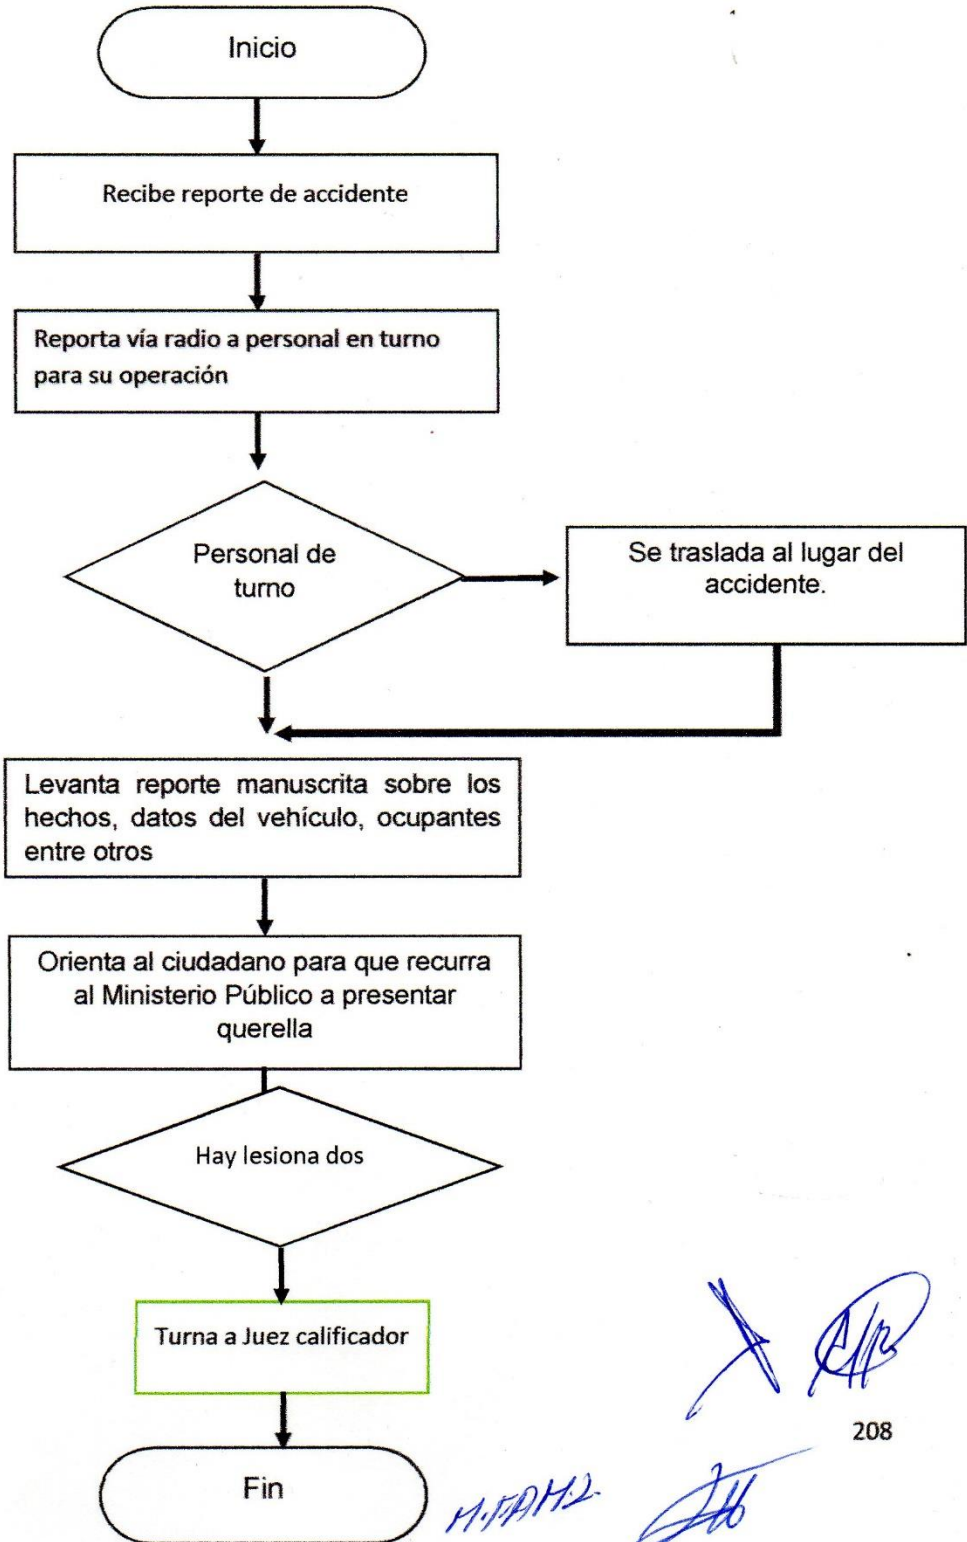 Inicio
Recibe reporte de accidente
Reporta vía radio a personal en turno
para su operación
Personal de
turno
Se traslada al lugar del
accidente.
Levanta reporte manuscrita sobre los
hechos, datos del vehículo, ocupantes
entre otros
Orienta al ciudadano para que recurra
al Ministerio Público a presentar
querella
Hay lesiona dos
Turna a Juez calificador
208
Fin